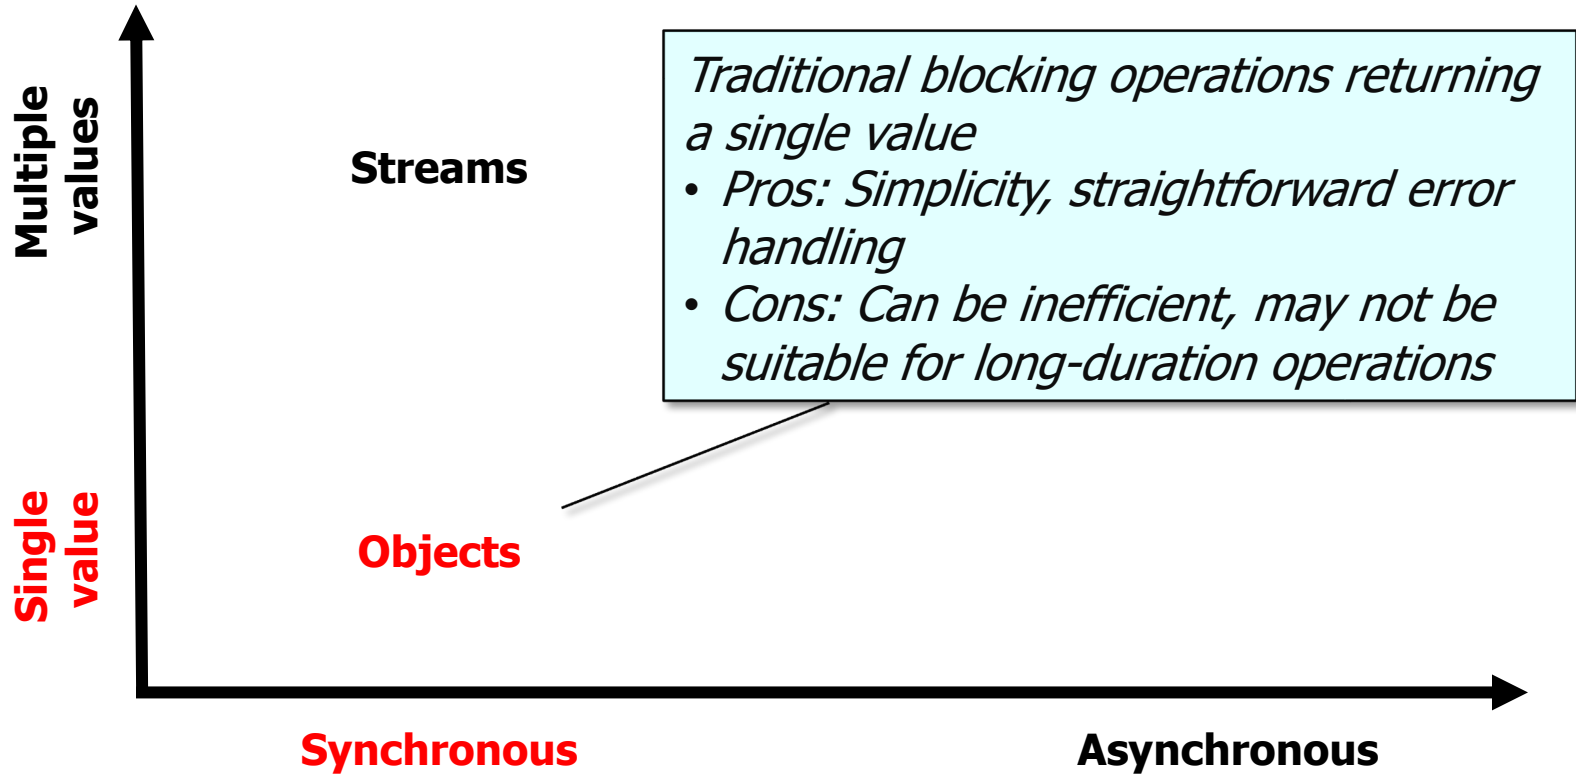 Multiple
values
Streams
Traditional blocking operations returning
a single value
• Pros: Simplicity, straightforward error
handling
• Cons: Can be inefficient, may not be
suitable for long-duration operations
Single
value
Objects
Synchronous
Asynchronous